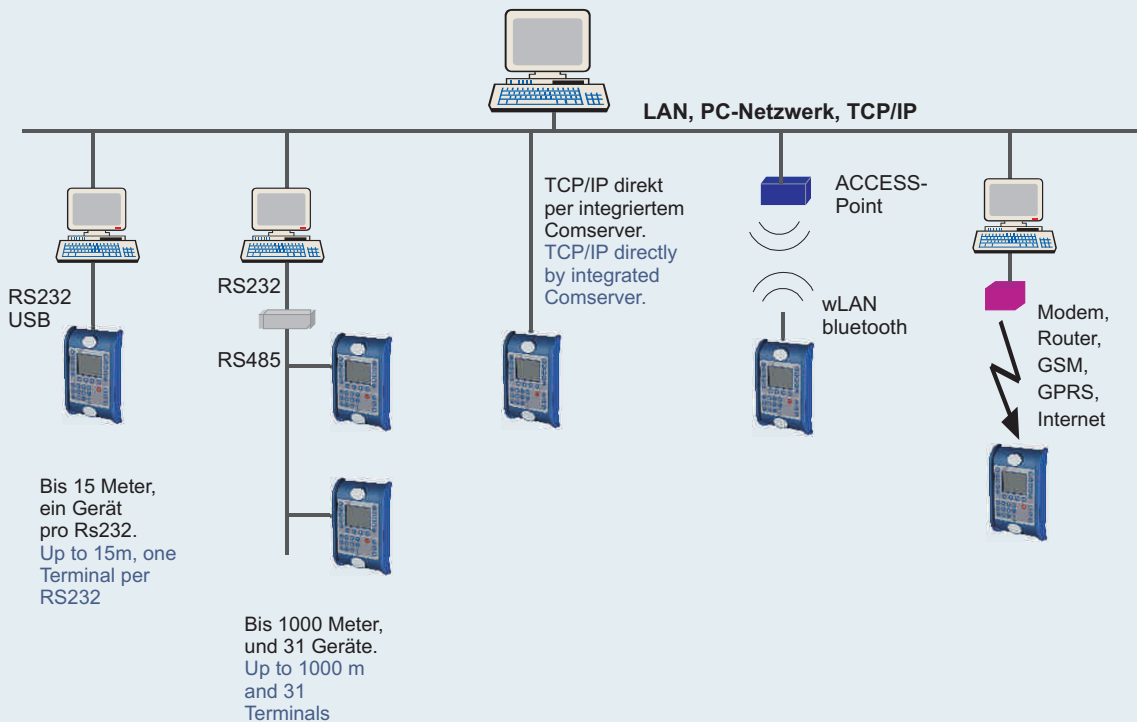 LAN, PC-Netzwerk, TCP/IP
RS232
USB
Bis 15 Meter,
ein Gerät
pro Rs232.
Up to 15m, one
Terminal per
RS232
RS232
RS485
Bis 1000 Meter,
und 31 Geräte.
Up to 1000 m
and 31
Terminals
TCP/IP direkt
per integriertem
Comserver.
TCP/IP directly
by integrated
Comserver.
ACCESS-
Point
wLAN
bluetooth
Modem,
Router,
GSM,
GPRS,
Internet